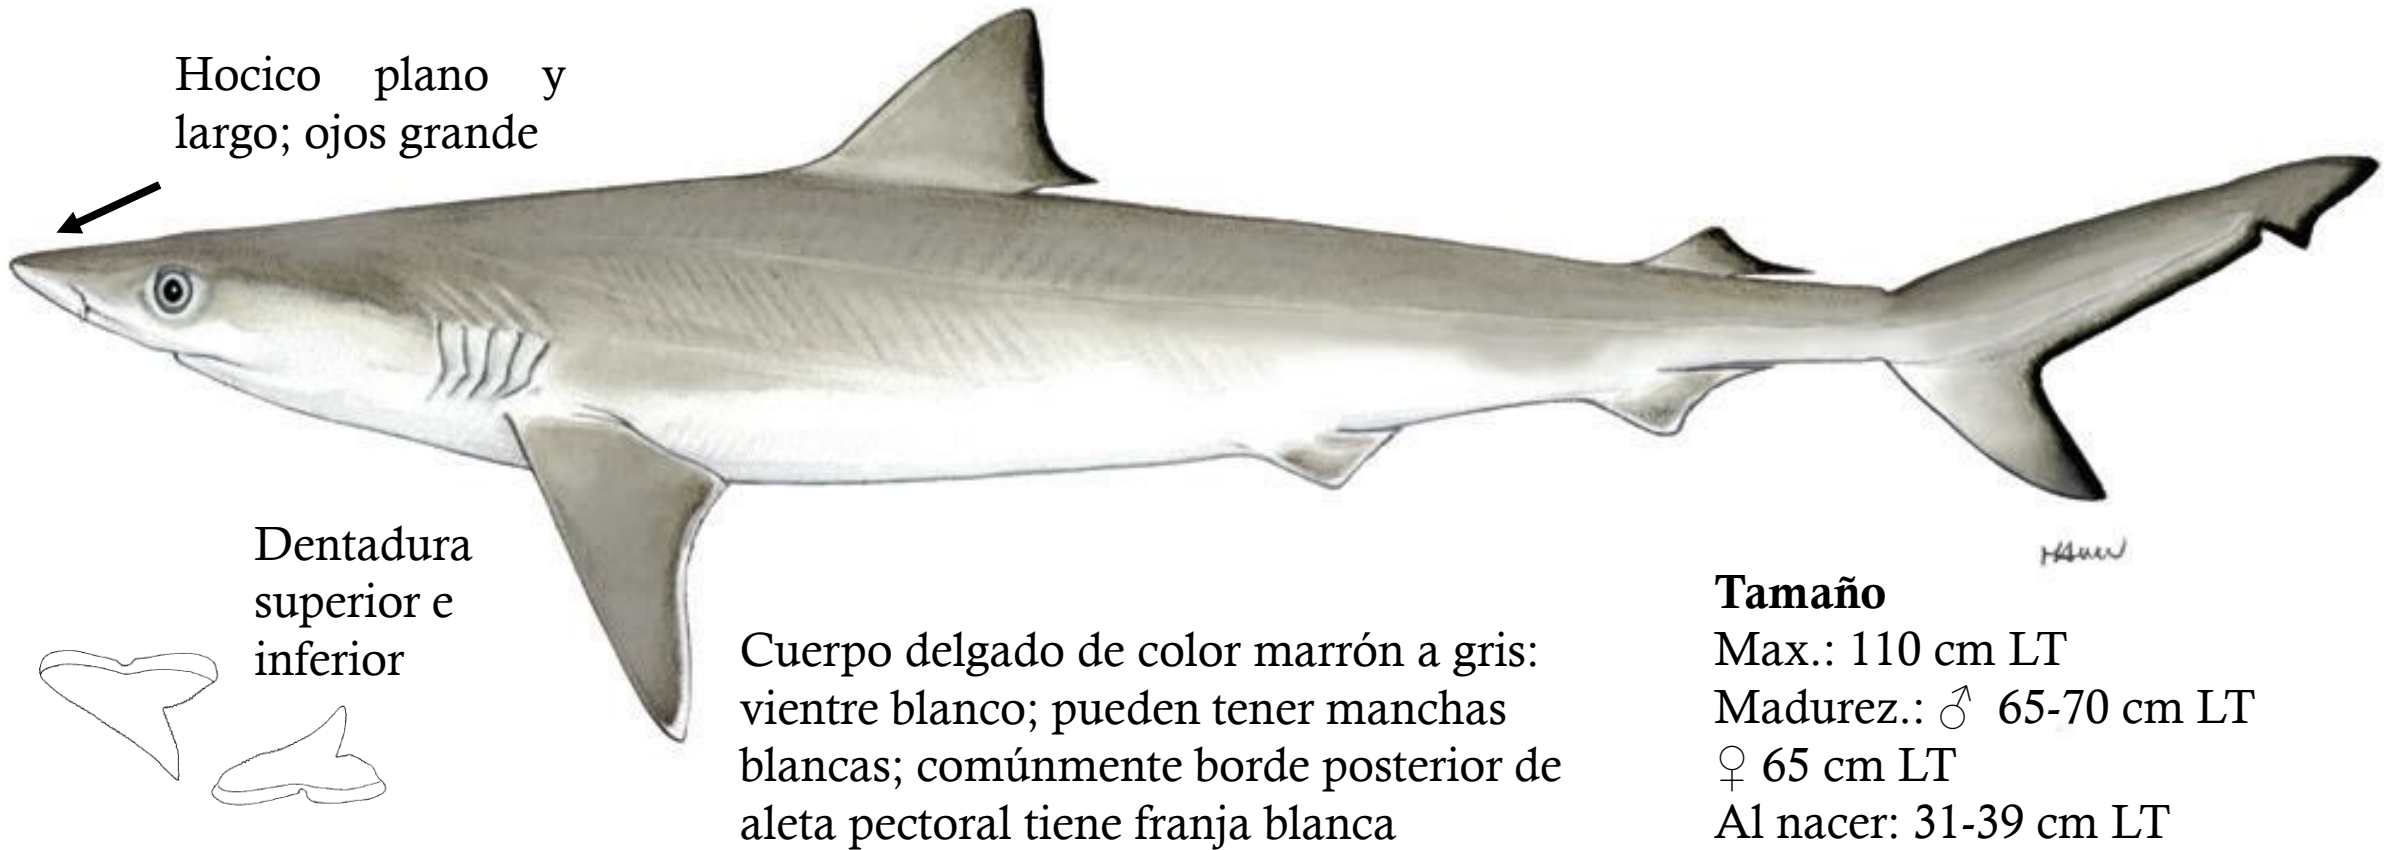 Hocico plano y
largo; ojos grande
Dentadura
superior e
inferior
Cuerpo delgado de color marrón a gris:
vientre blanco; pueden tener manchas
blancas; comúnmente borde posterior de
aleta pectoral tiene franja blanca
Tamaño
Max.: 110 cm LT
Madurez.: ♂ 65-70 cm LT
♀ 65 cm LT
Al nacer: 31-39 cm LT